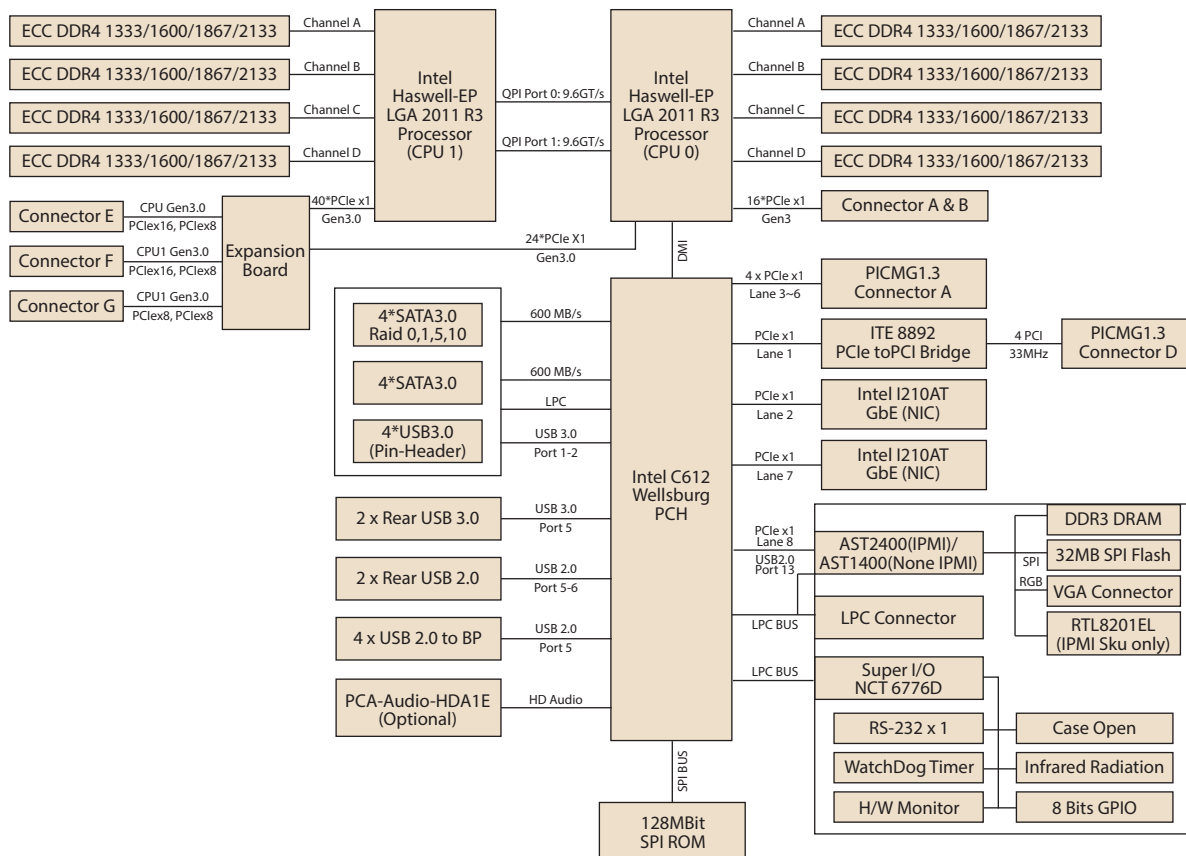 ECC DDR4 1333/1600/1867/2133
Channel A
ECC DDR4 1333/1600/1867/2133
Channel B
ECC DDR4 1333/1600/1867/2133
Channel C
ECC DDR4 1333/1600/1867/2133
Channel D
Intel
Haswell-EP
LGA 2011 R3
Processor
(CPU 1)
QPI Port 0: 9.6GT/s
QPI Port 1: 9.6GT/s
Intel
Haswell-EP
LGA 2011 R3
Processor
(CPU 0)
Channel A
ECC DDR4 1333/1600/1867/2133
Channel B
ECC DDR4 1333/1600/1867/2133
Channel C
ECC DDR4 1333/1600/1867/2133
Channel D
ECC DDR4 1333/1600/1867/2133
Connector E
CPU Gen3.0
PCIex16, PCIex8
Connector F
CPU1 Gen3.0
PCIex16, PCIex8
Connector G
CPU1 Gen3.0
PCIex8, PCIex8
Expansion
Board
40*PCIe x1
Gen3.0
24*PCIe X1
Gen3.0
DMI
16*PCIe x1
Gen3
Connector A & B
4*SATA3.0
Raid 0,1,5,10
600 MB/s
4*SATA3.0
600 MB/s
LPC
4*USB3.0
(Pin-Header)
USB 3.0
Port 1-2
2 x Rear USB 3.0
USB 3.0
Port 5
2 x Rear USB 2.0
USB 2.0
Port 5-6
4 x USB 2.0 to BP
USB 2.0
Port 5
PCA-Audio-HDA1E
(Optional)
HD Audio
Intel C612
Wellsburg
PCH
SPI BUS
128MBit
SPI ROM
4 x PCIe x1
Lane 3~6
PICMG1.3
Connector A
PCIe x1
Lane 1
ITE 8892
PCIe toPCI Bridge
4 PCI
33MHz
PICMG1.3
Connector D
PCIe x1
Lane 2
Intel I210AT
GbE (NIC)
PCIe x1
Lane 7
Intel I210AT
GbE (NIC)
PCIe x1
Lane 8
USB2.0
Port 13
AST2400(IPMI)/
AST1400(None IPMI)
DDR3 DRAM
SPI
32MB SPI Flash
RGB
VGA Connector
RTL8201EL
(IPMI Sku only)
LPC BUS
LPC Connector
LPC BUS
Super I/O
NCT 6776D
RS-232 x 1
Case Open
WatchDog Timer
Infrared Radiation
H/W Monitor
8 Bits GPIO